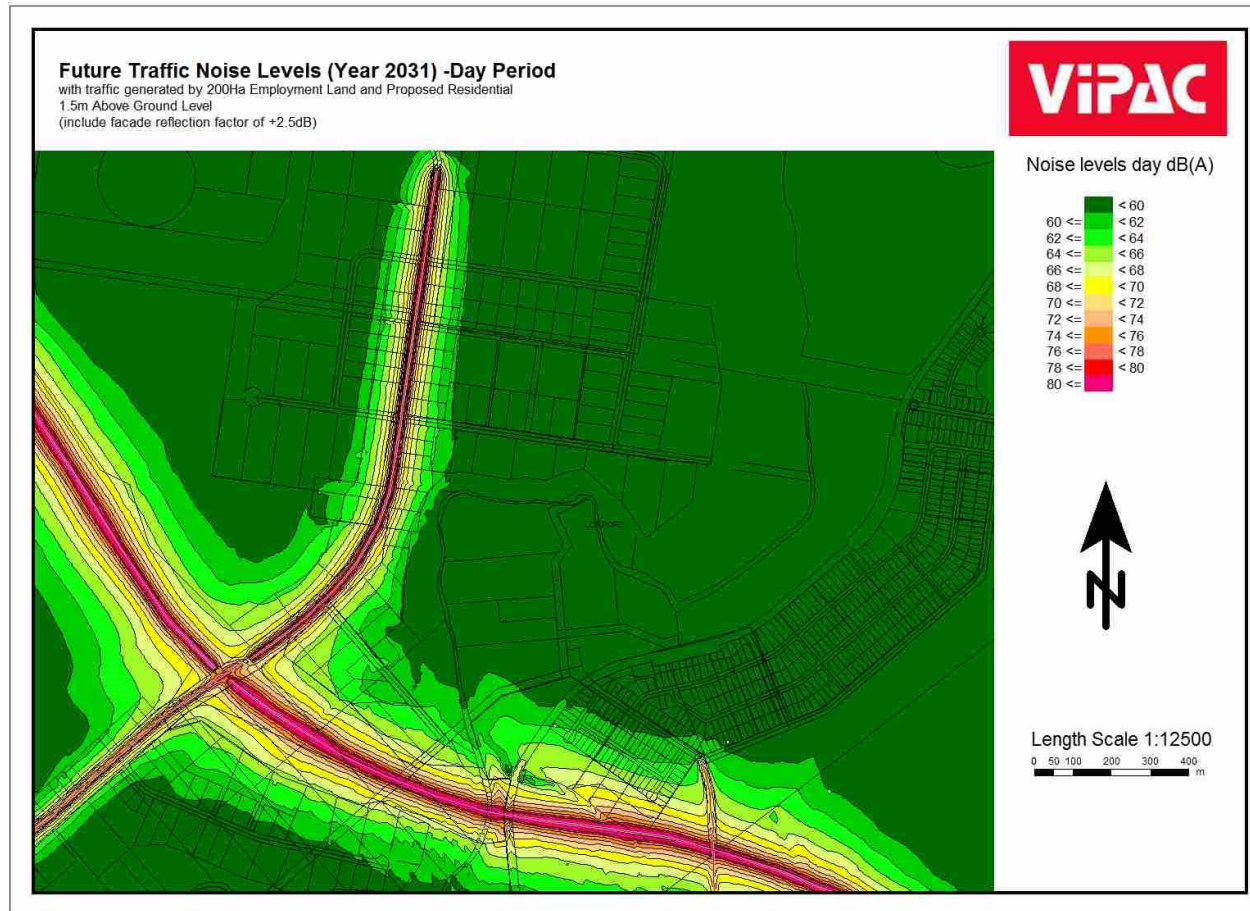 Future Traffic Noise Levels (Year 2031) -Day Period
with traffic generated by 200Ha Employment Land and Proposed Residential
1.5m Above Ground Level
(include facade reflection factor of +2.5dB)
ViPAC
Noise levels day dB(A)
< 60
60 <= < 62
62 <= < 64
64 <= < 66
66 <= < 68
68 <= < 70
70 <= < 72
72 <= < 74
74 <= < 76
76 <= < 78
78 <= < 80
80 <=
N
Length Scale 1:12500
0 50 100 200 300 400
m